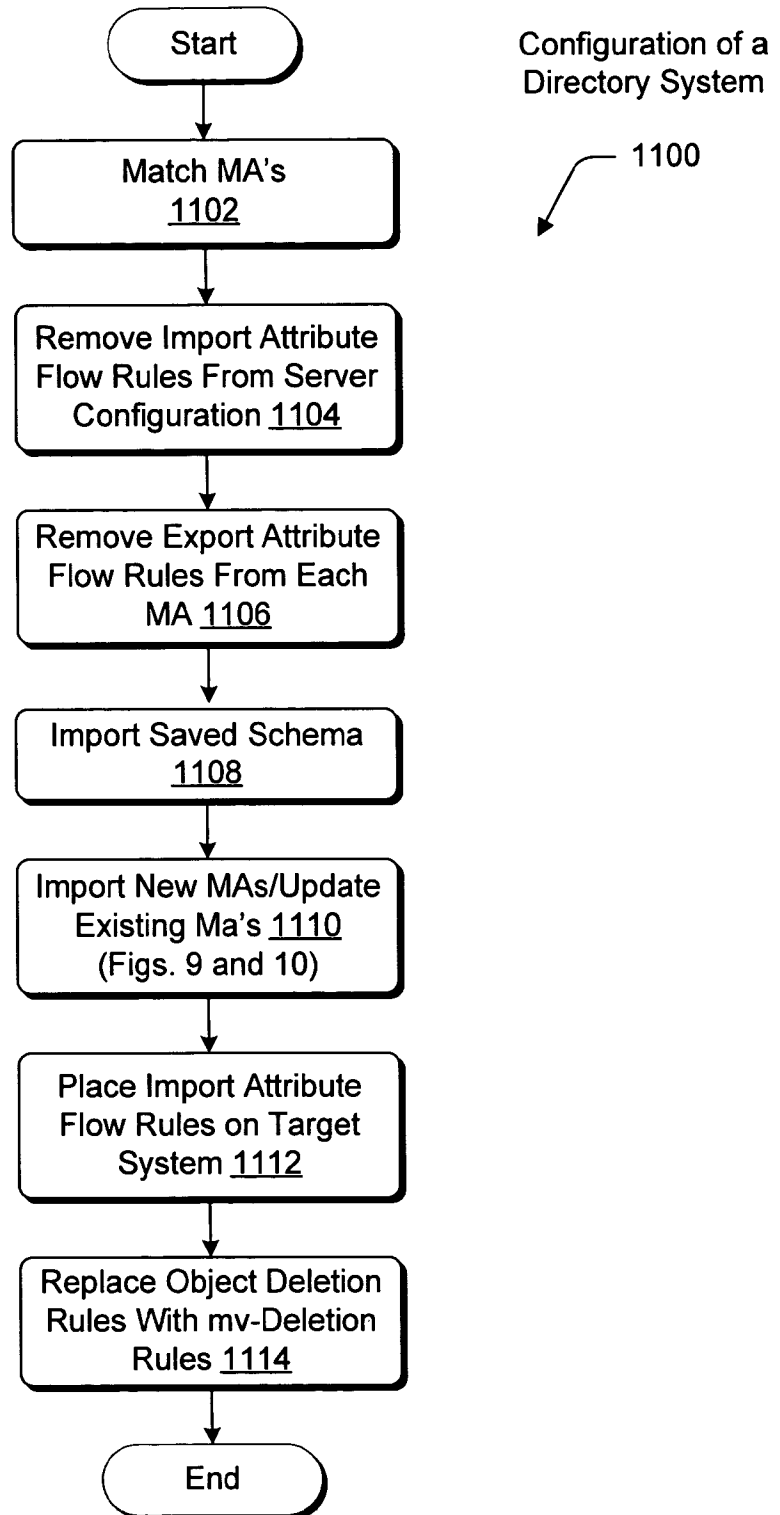 Start
Configuration of a
Directory System
1100
Match MA's
1102
Remove Import Attribute
Flow Rules From Server
Configuration 1104
Remove Export Attribute
Flow Rules From Each
MA 1106
Import Saved Schema
1108
Import New MAs/Update
Existing Ma's 1110
(Figs. 9 and 10)
Place Import Attribute
Flow Rules on Target
System 1112
Replace Object Deletion
Rules With mv-Deletion
Rules 1114
End